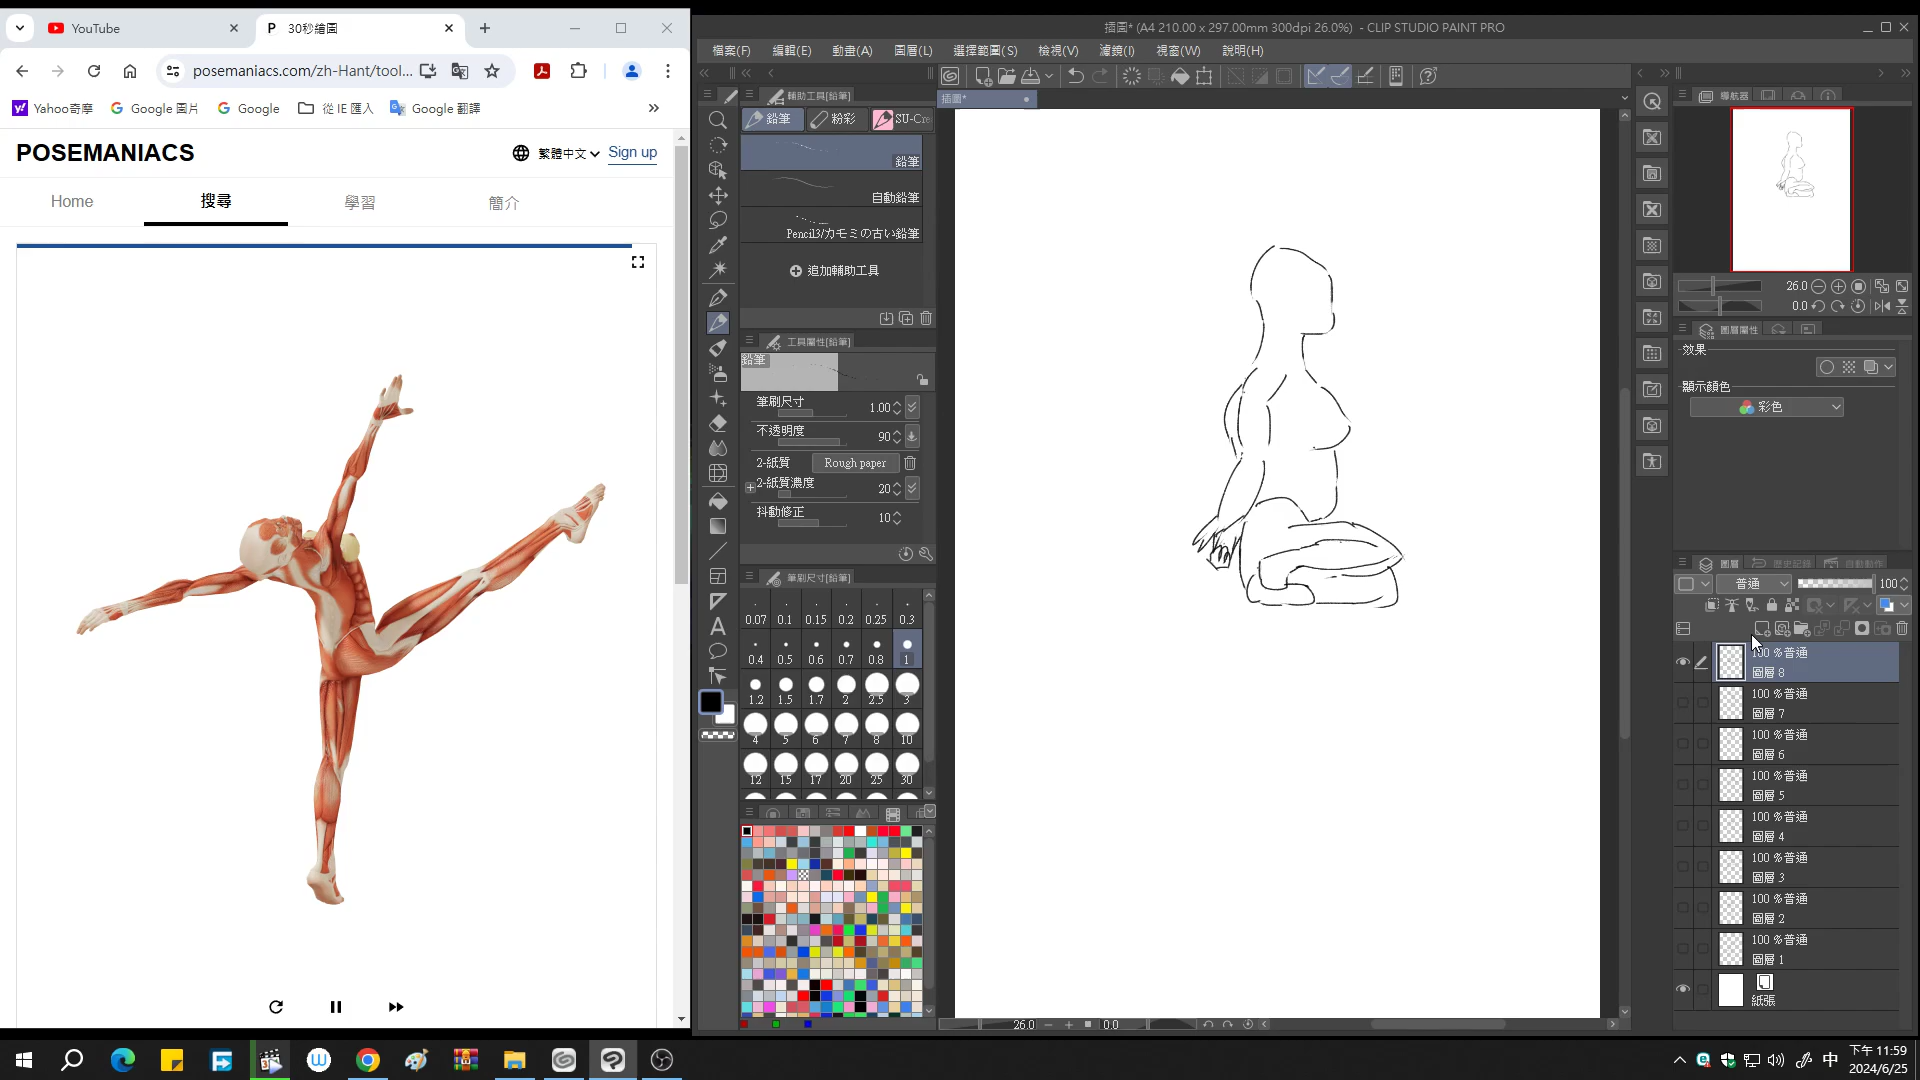 YouTube
P 30秒繪圖
posemaniacs.com/zh-Hant/tool...
Yahoo奇摩
Google 圖片
Google
從 IE 匯入
Google 翻譯
POSEMANIACS
繁體中文
Sign up
Home
搜尋
學習
簡介
插圖* (A4 210.00 x 297.00mm 300dpi 26.0%) - CLIP STUDIO PAINT PRO
檔案(F) 編輯(E) 動畫(A) 圖層(L) 選擇範圍(S) 檢視(V) 濾鏡(I) 視窗(W) 說明(H)
輔助工具[鉛筆]
插圖*
鉛筆
粉彩
SU-Cre
鉛筆
自動鉛筆
Pencil3/カモミの古い鉛筆
追加輔助工具
工具屬性[鉛筆]
鉛筆
筆刷尺寸 1.00
不透明度 90
2-紙質 Rough paper
2-紙質濃度 20
抖動修正 10
筆刷尺寸[鉛筆]
0.07 0.1 0.15 0.2 0.25 0.3
0.4 0.5 0.6 0.7 0.8 1
1.2 1.5 1.7 2 2.5 3
4 5 6 7 8 10
12 15 17 20 25 30
26.0
0.0
導航器
26.0
0.0
圖層屬性
效果
顯示顏色
彩色
圖層
歷史記錄
自動動作
普通
100
100 %普通
圖層 8
100 %普通
圖層 7
100 %普通
圖層 6
100 %普通
圖層 5
100 %普通
圖層 4
100 %普通
圖層 3
100 %普通
圖層 2
100 %普通
圖層 1
紙張
中
下午 11:59
2024/6/25